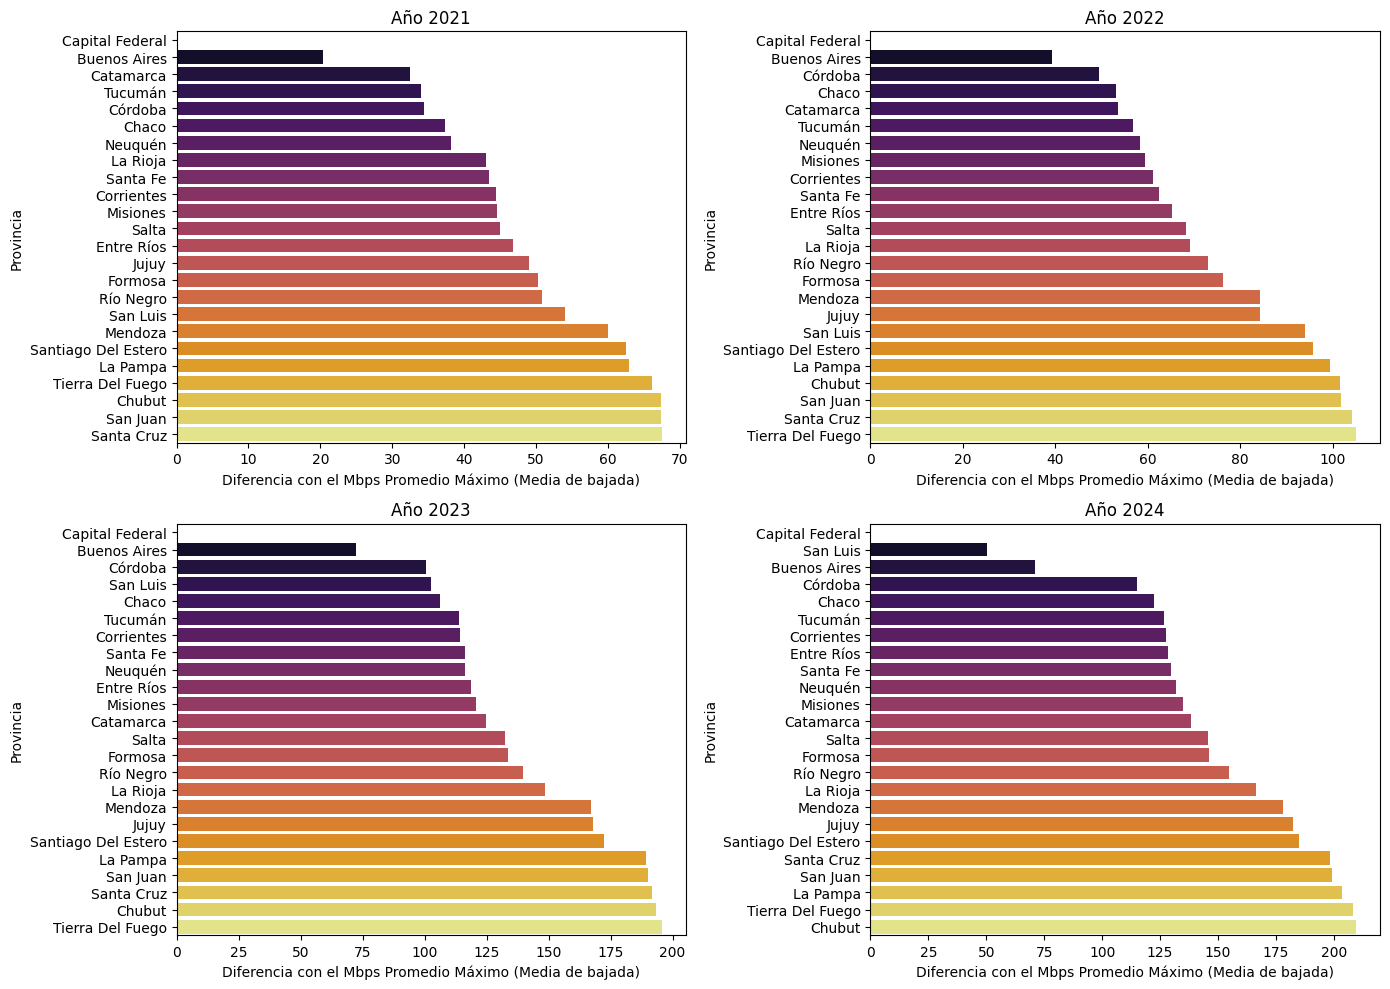 Año 2021
Provincia
Capital Federal
Buenos Aires
Catamarca
Tucumán
Córdoba
Chaco
Neuquén
La Rioja
Santa Fe
Corrientes
Misiones
Salta
Entre Ríos
Jujuy
Formosa
Río Negro
San Luis
Mendoza
Santiago Del Estero
La Pampa
Tierra Del Fuego
Chubut
San Juan
Santa Cruz
0 10 20 30 40 50 60 70
Diferencia con el Mbps Promedio Máximo (Media de bajada)
Año 2022
Provincia
Capital Federal
Buenos Aires
Córdoba
Chaco
Catamarca
Tucumán
Neuquén
Misiones
Corrientes
Santa Fe
Entre Ríos
Salta
La Rioja
Río Negro
Formosa
Mendoza
Jujuy
San Luis
Santiago Del Estero
La Pampa
Chubut
San Juan
Santa Cruz
Tierra Del Fuego
0 20 40 60 80 100
Diferencia con el Mbps Promedio Máximo (Media de bajada)
Año 2023
Provincia
Capital Federal
Buenos Aires
Córdoba
San Luis
Chaco
Tucumán
Corrientes
Santa Fe
Neuquén
Entre Ríos
Misiones
Catamarca
Salta
Formosa
Río Negro
La Rioja
Mendoza
Jujuy
Santiago Del Estero
La Pampa
San Juan
Santa Cruz
Chubut
Tierra Del Fuego
0 25 50 75 100 125 150 175 200
Diferencia con el Mbps Promedio Máximo (Media de bajada)
Año 2024
Provincia
Capital Federal
San Luis
Buenos Aires
Córdoba
Chaco
Tucumán
Corrientes
Entre Ríos
Santa Fe
Neuquén
Misiones
Catamarca
Salta
Formosa
Río Negro
La Rioja
Mendoza
Jujuy
Santiago Del Estero
Santa Cruz
San Juan
La Pampa
Tierra Del Fuego
Chubut
0 25 50 75 100 125 150 175 200
Diferencia con el Mbps Promedio Máximo (Media de bajada)